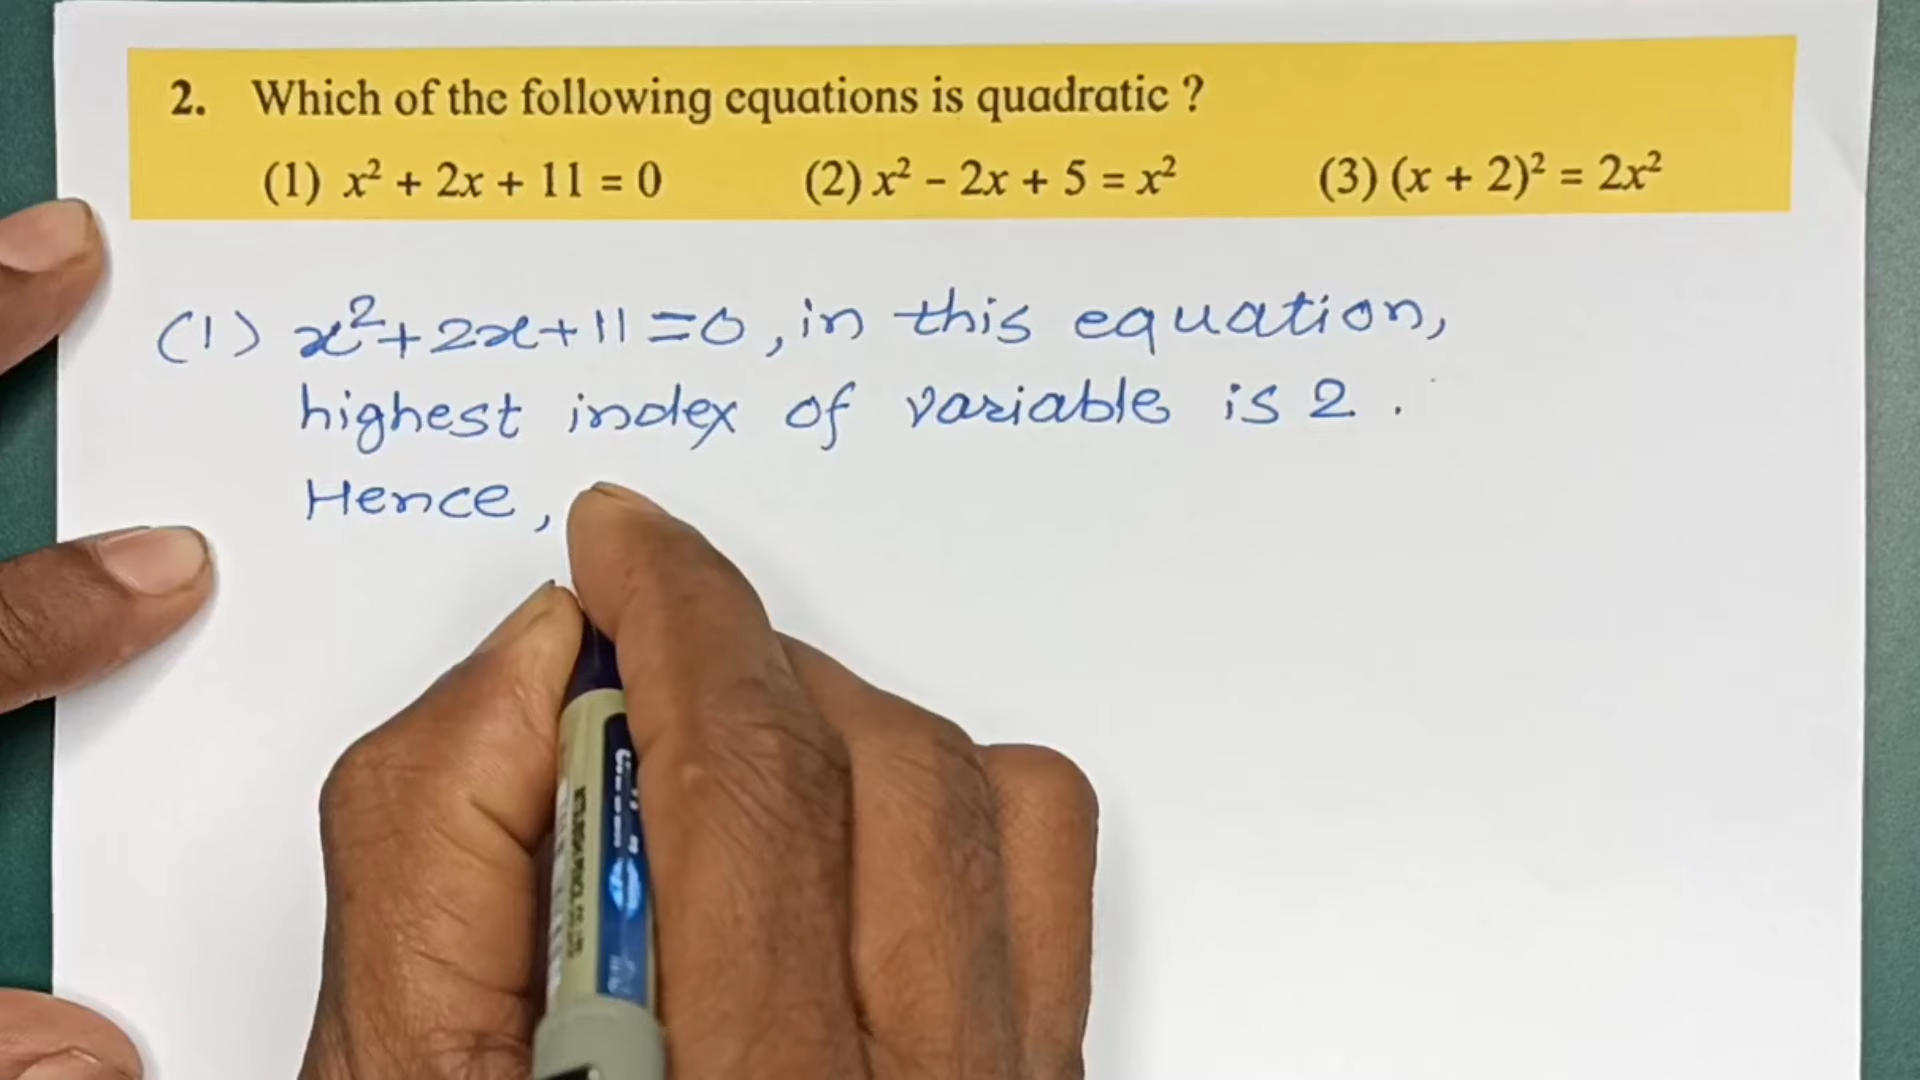 2. Which of the following equations is quadratic ?
(1) x² + 2x + 11 = 0 (2) x² - 2x + 5 = x² (3) (x + 2)² = 2x²
(1) x²+2x+11=0, in this equation,
highest index of variable is 2.
Hence,